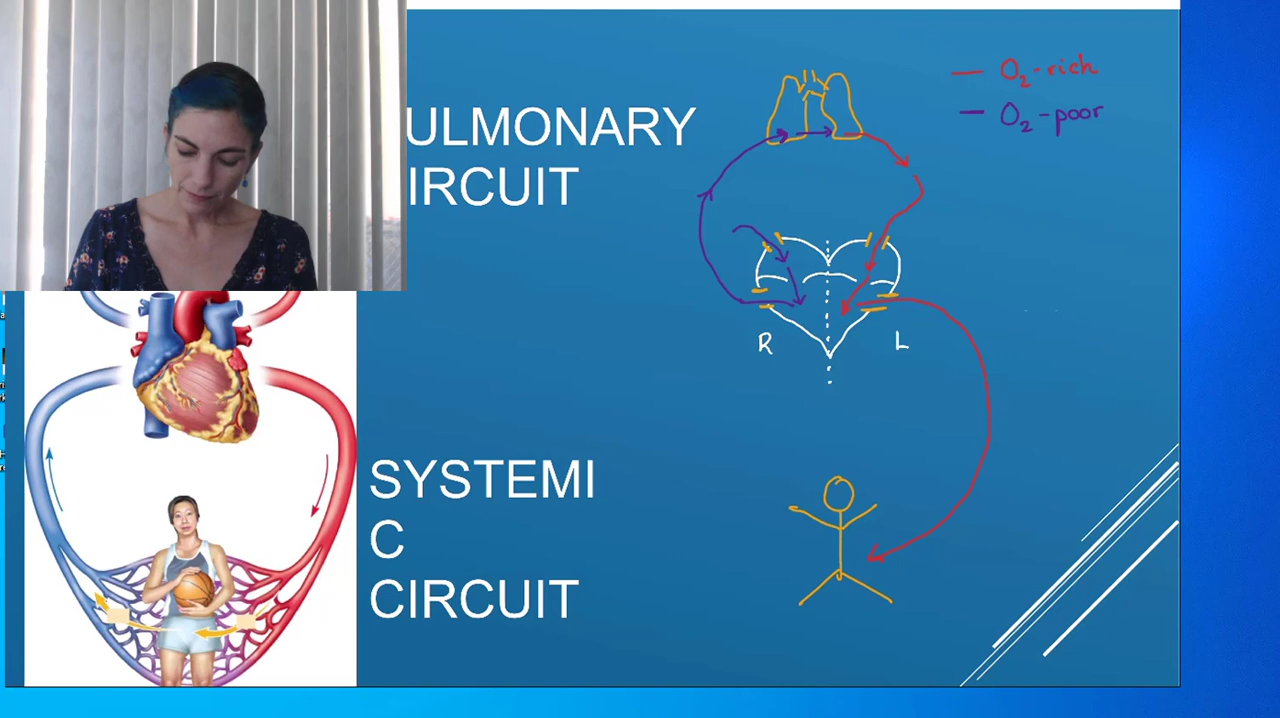 ULMONARY
IRCUIT
O2-rich
O2-poor
R
L
SYSTEMI
C
CIRCUIT